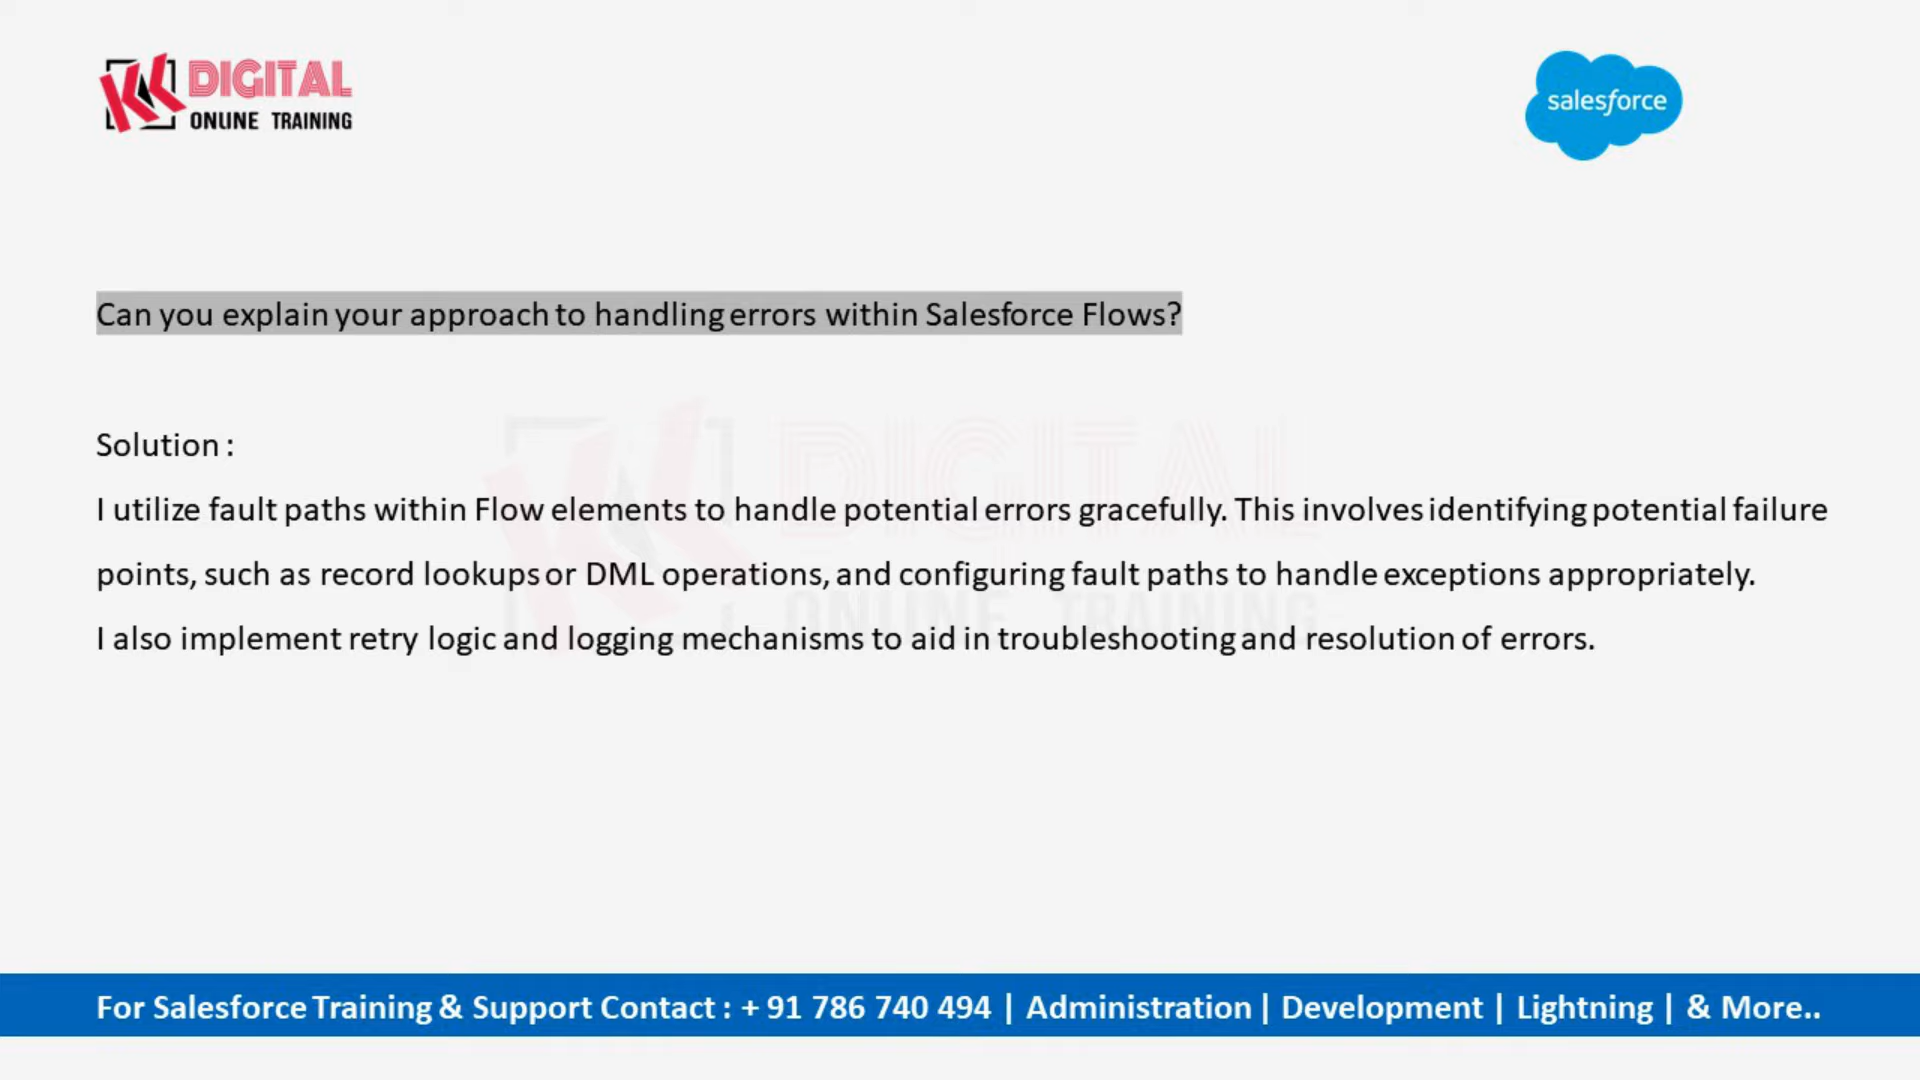 DIGITAL
ONLINE TRAINING
salesforce
Can you explain your approach to handling errors within Salesforce Flows?
Solution :
I utilize fault paths within Flow elements to handle potential errors gracefully. This involves identifying potential failure
points, such as record lookups or DML operations, and configuring fault paths to handle exceptions appropriately.
I also implement retry logic and logging mechanisms to aid in troubleshooting and resolution of errors.
DIGITAL
ONLINE TRAINING
For Salesforce Training & Support Contact : + 91 786 740 494 | Administration | Development | Lightning | & More..